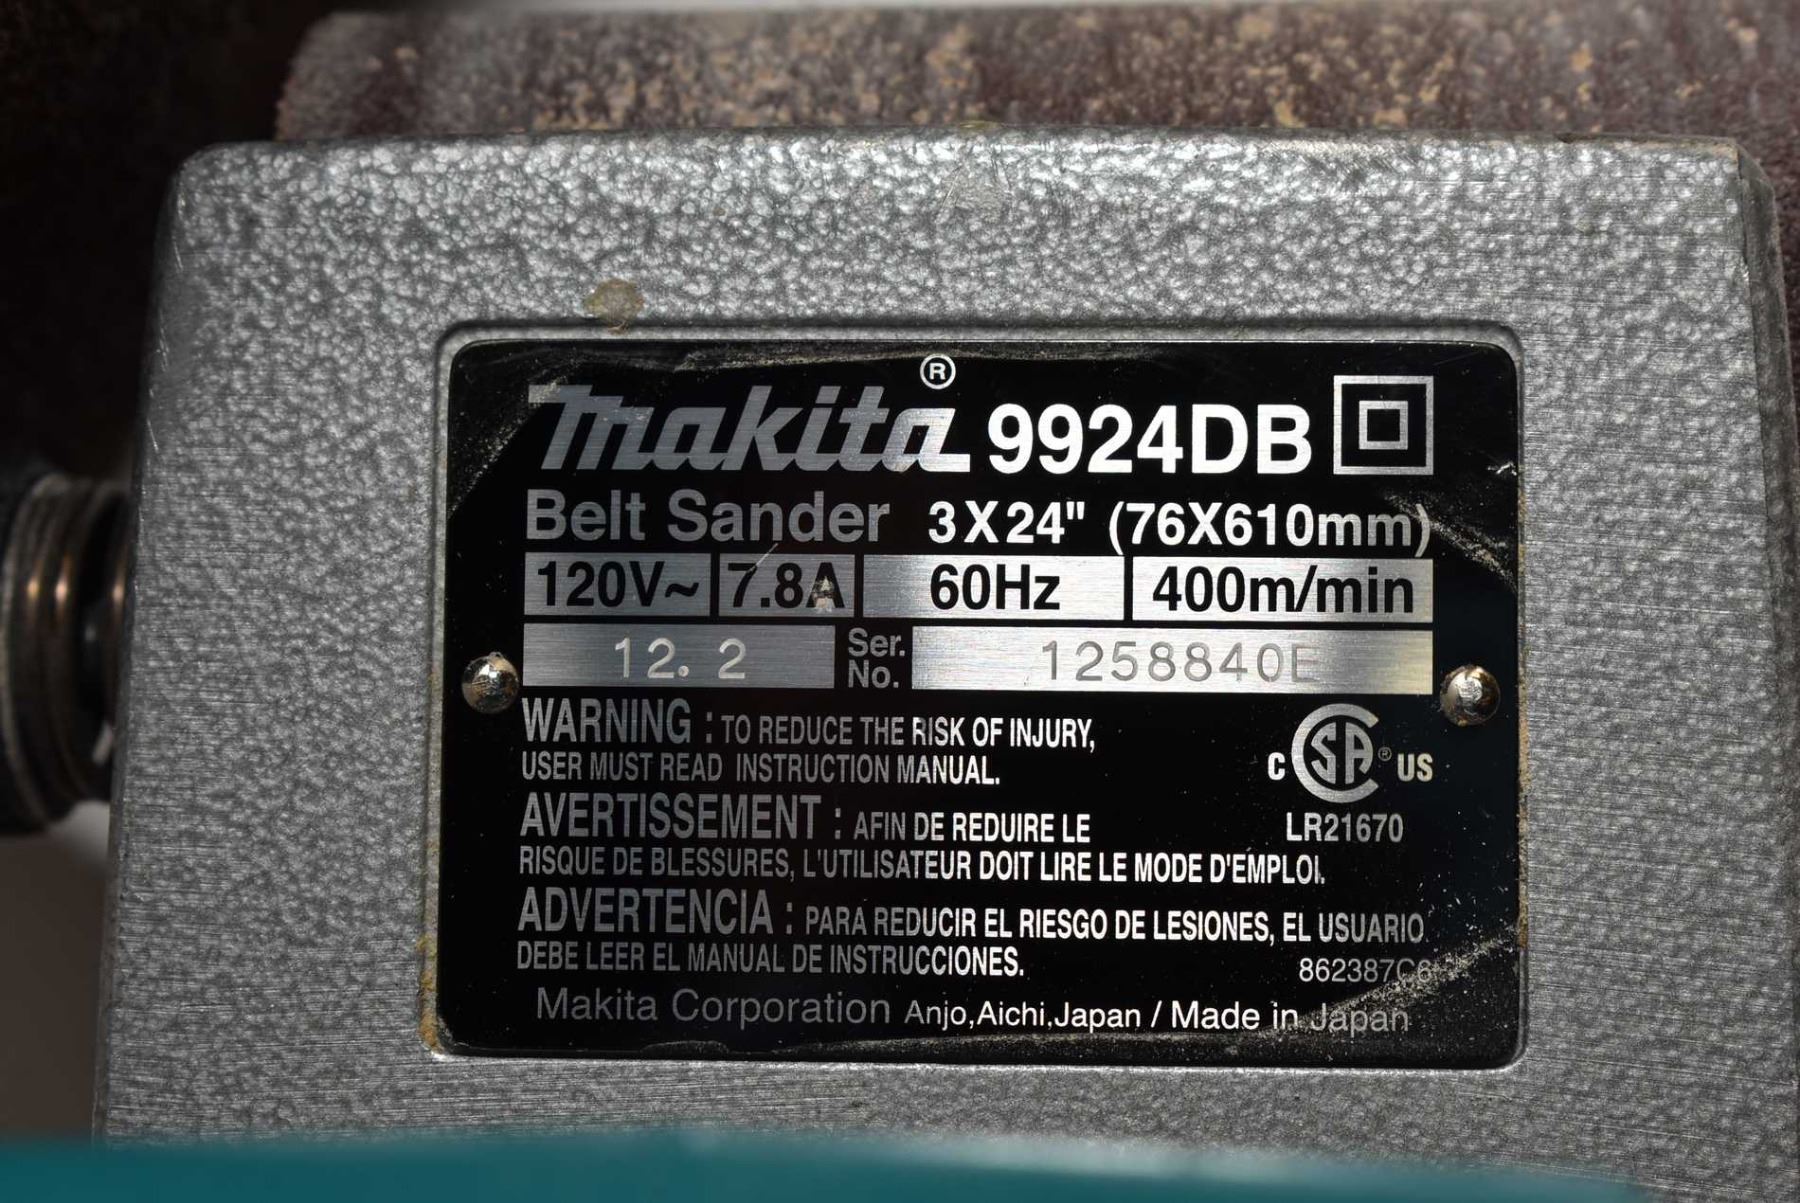 makita® 9924DB
Belt Sander 3X24" (76X610mm)
120V~ 7.8A 60Hz 400m/min
12. 2 Ser. No. 1258840E
WARNING : TO REDUCE THE RISK OF INJURY,
USER MUST READ INSTRUCTION MANUAL.
C SA ® US
AVERTISSEMENT : AFIN DE REDUIRE LE
LR21670
RISQUE DE BLESSURES, L'UTILISATEUR DOIT LIRE LE MODE D'EMPLOI.
ADVERTENCIA : PARA REDUCIR EL RIESGO DE LESIONES, EL USUARIO
DEBE LEER EL MANUAL DE INSTRUCCIONES.
862387C6
Makita Corporation Anjo,Aichi,Japan / Made in Japan